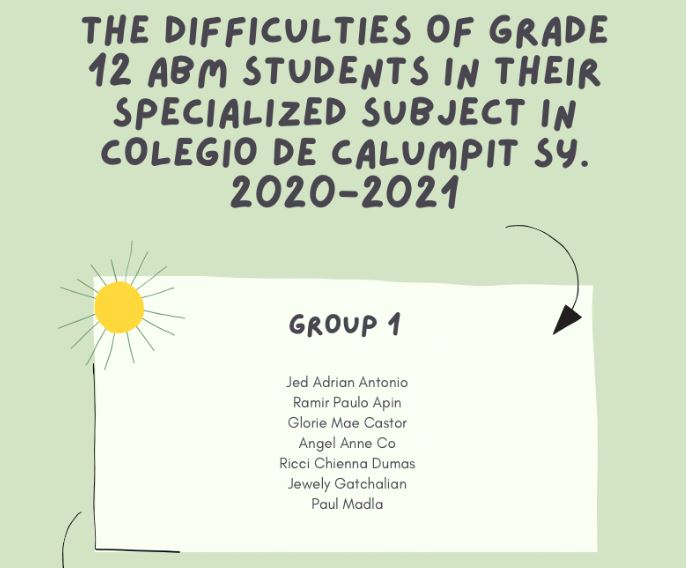 THE DIFFICULTIES OF GRADE
12 ABM STUDENTS IN THEIR
SPECIALIZED SUBJECT IN
COLEGIO DE CALUMPIT SY.
2020-2021
GROUP 1
Jed Adrian Antonio
Ramir Paulo Apin
Glorie Mae Castor
Angel Anne Co
Ricci Chienna Dumas
Jewely Gatchalian
Paul Madla